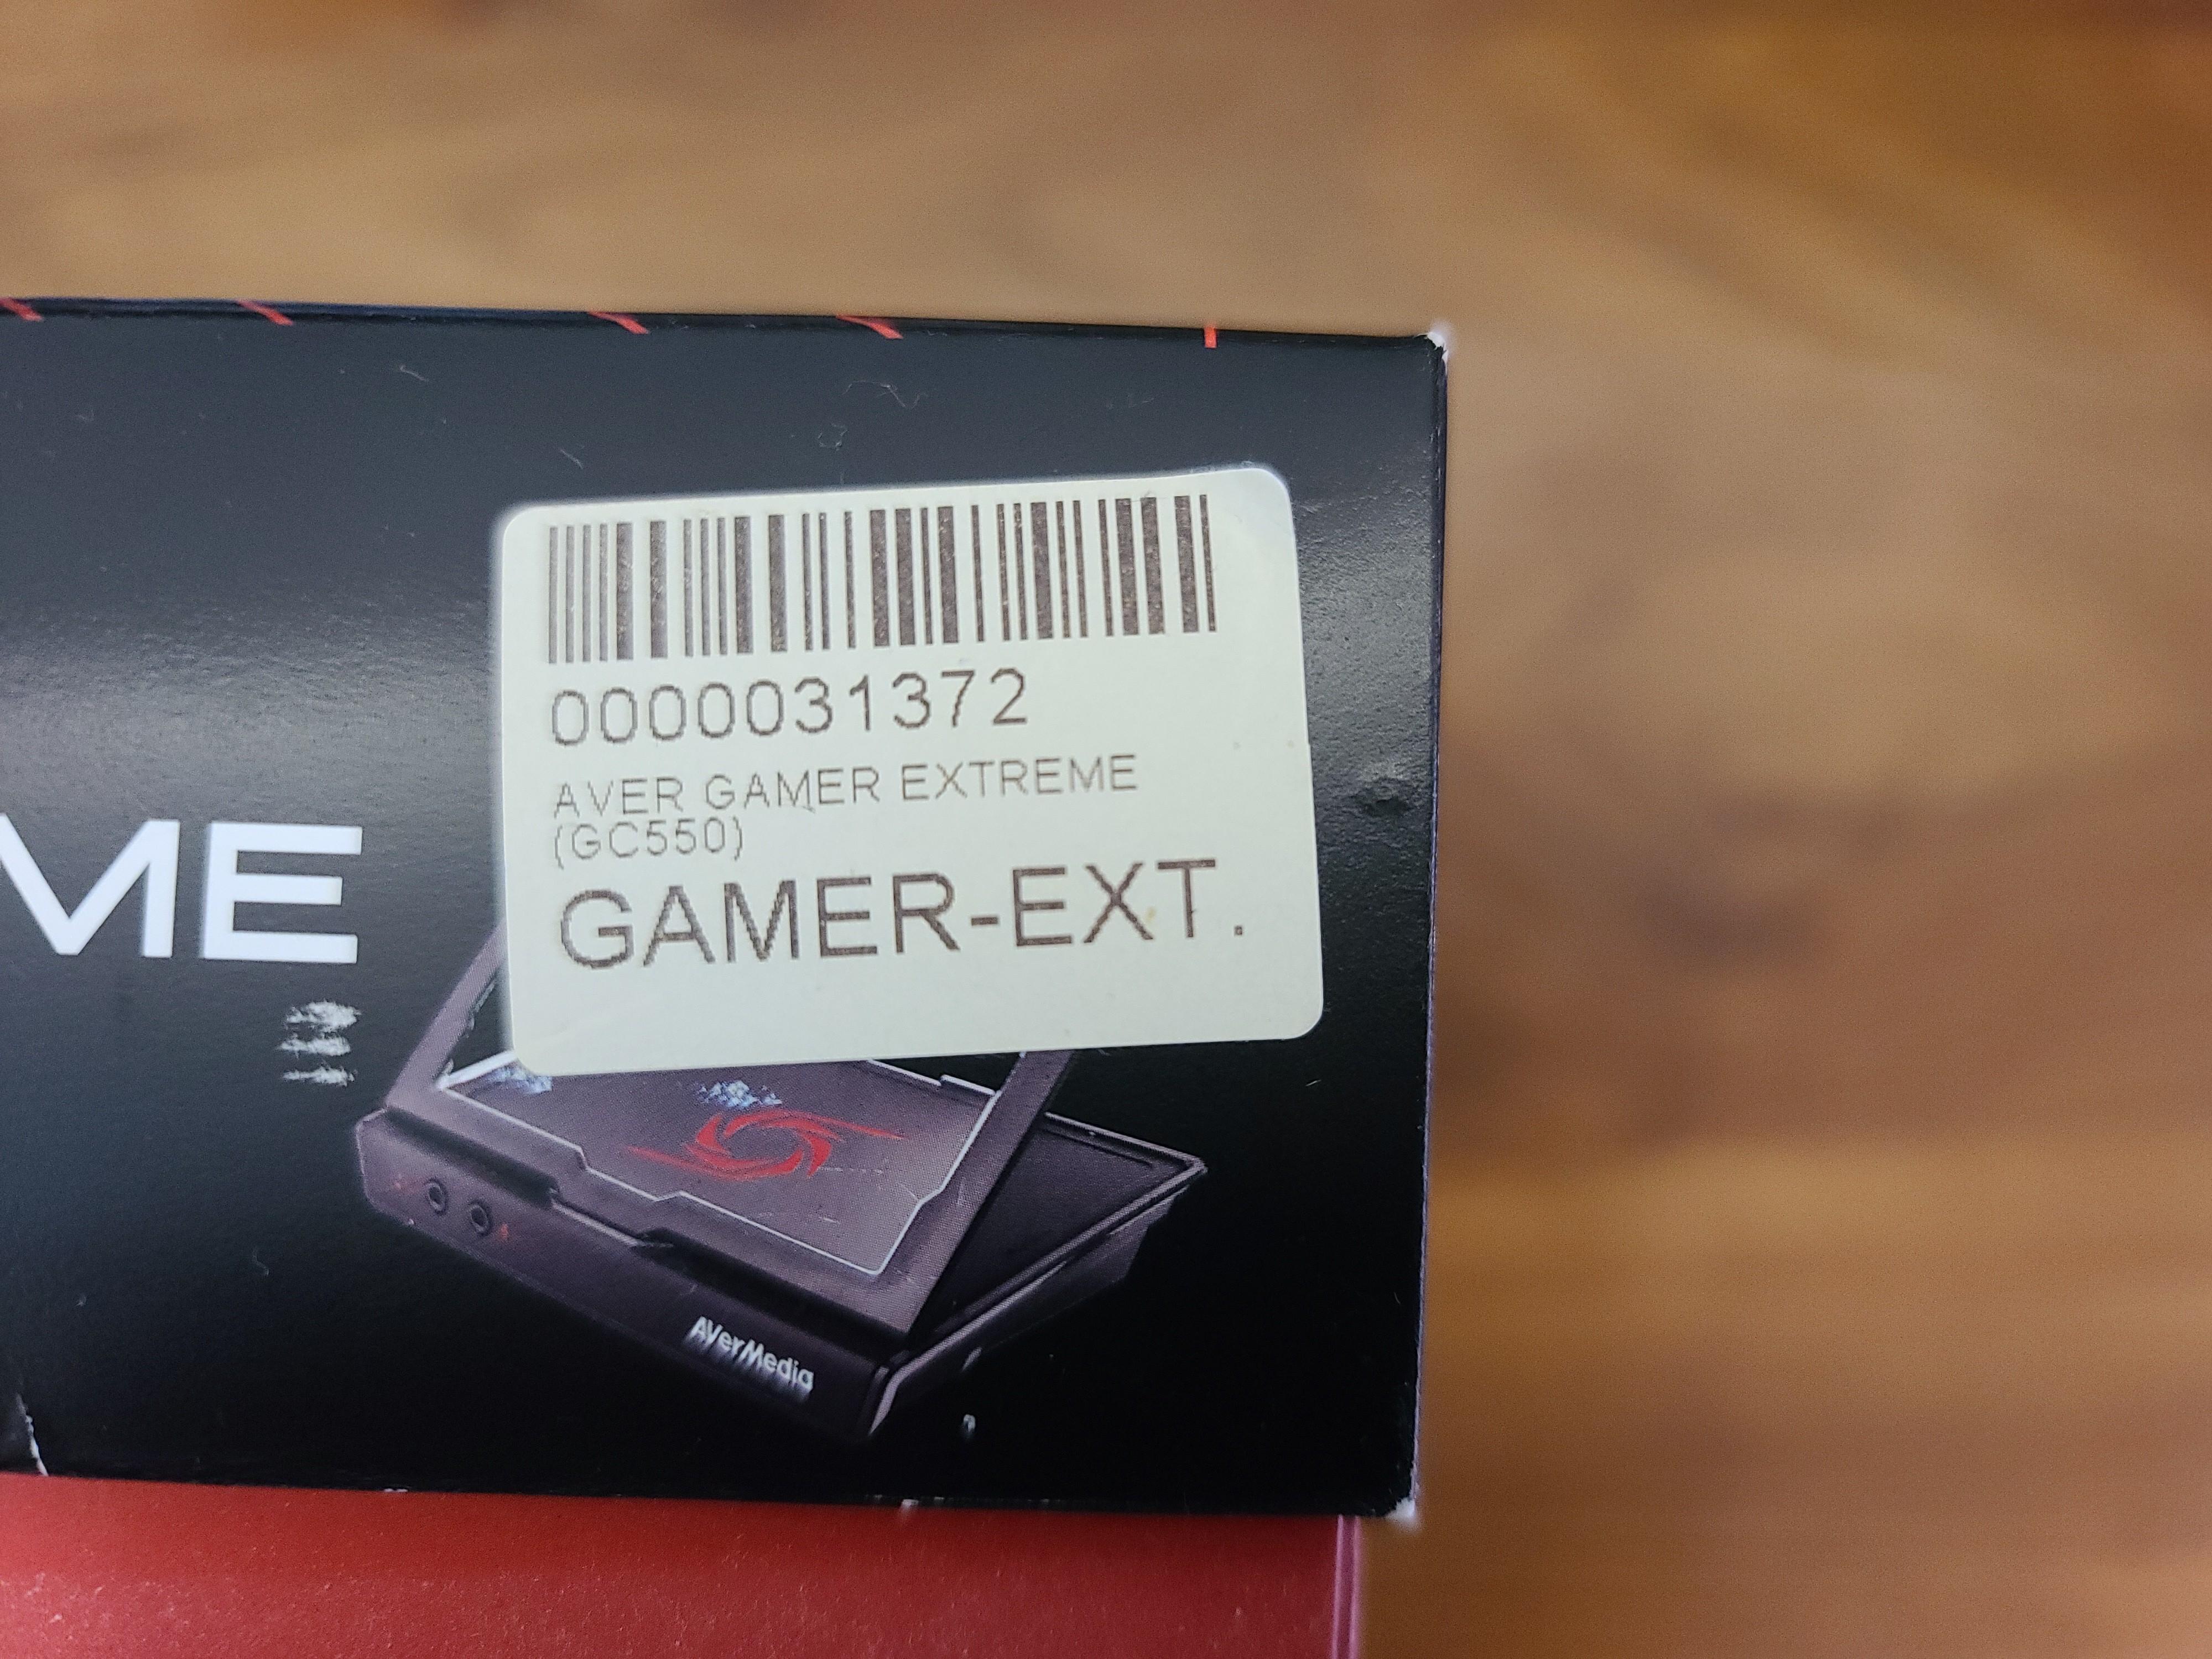 0000031372
AVER GAMER EXTREME
(GC550)
GAMER-EXT.
ME
AVerMedia